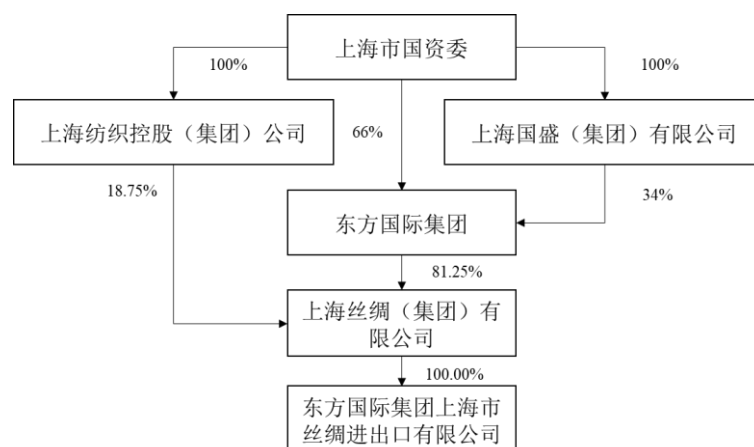 上海市国资委
100%
100%
上海纺织控股（集团）公司
66%
上海国盛（集团）有限公司
18.75%
34%
东方国际集团
81.25%
上海丝绸（集团）有
限公司
100.00%
东方国际集团上海市
丝绸进出口有限公司